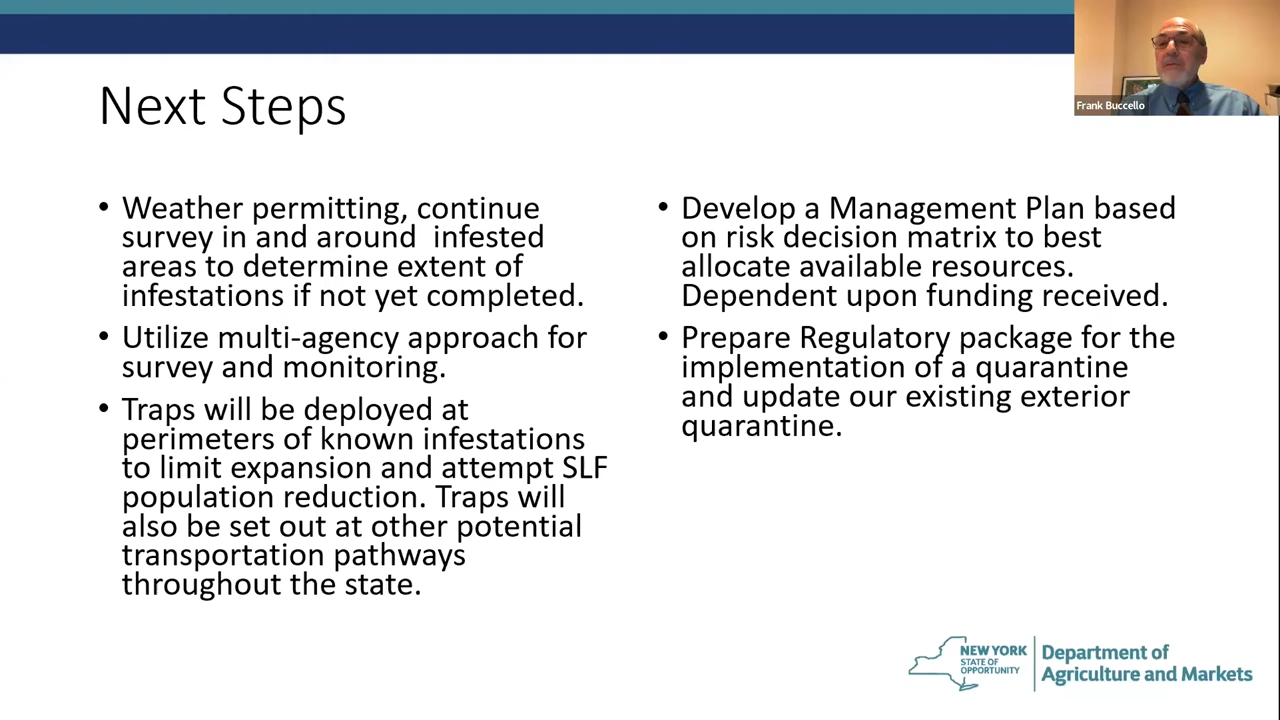 Frank Buccello
Next Steps
• Weather permitting, continue
survey in and around  infested
areas to determine extent of
infestations if not yet completed.
• Utilize multi-agency approach for
survey and monitoring.
• Traps will be deployed at
perimeters of known infestations
to limit expansion and attempt SLF
population reduction. Traps will
also be set out at other potential
transportation pathways
throughout the state.
• Develop a Management Plan based
on risk decision matrix to best
allocate available resources.
Dependent upon funding received.
• Prepare Regulatory package for the
implementation of a quarantine
and update our existing exterior
quarantine.
NEW YORK
STATE OF
OPPORTUNITY
Department of
Agriculture and Markets